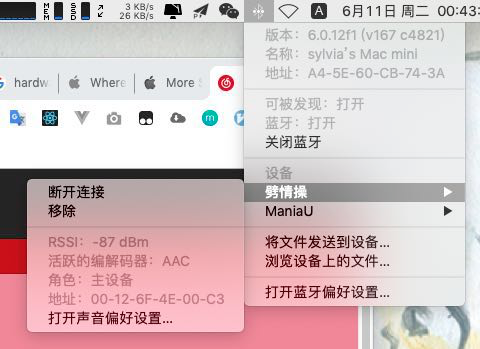 MEM
SSD
3 KB/s
26 KB/s
A
6月11日 周二 00:43:
hardw
Where
More S
版本：6.0.12f1 (v167 c4821)
名称：sylvia's Mac mini
地址：A4-5E-60-CB-74-3A
可被发现：打开
蓝牙：打开
关闭蓝牙
设备
劈情操
ManiaU
将文件发送到设备...
浏览设备上的文件...
打开蓝牙偏好设置...
断开连接
移除
RSSI：-87 dBm
活跃的编解码器：AAC
角色：主设备
地址：00-12-6F-4E-00-C3
打开声音偏好设置...